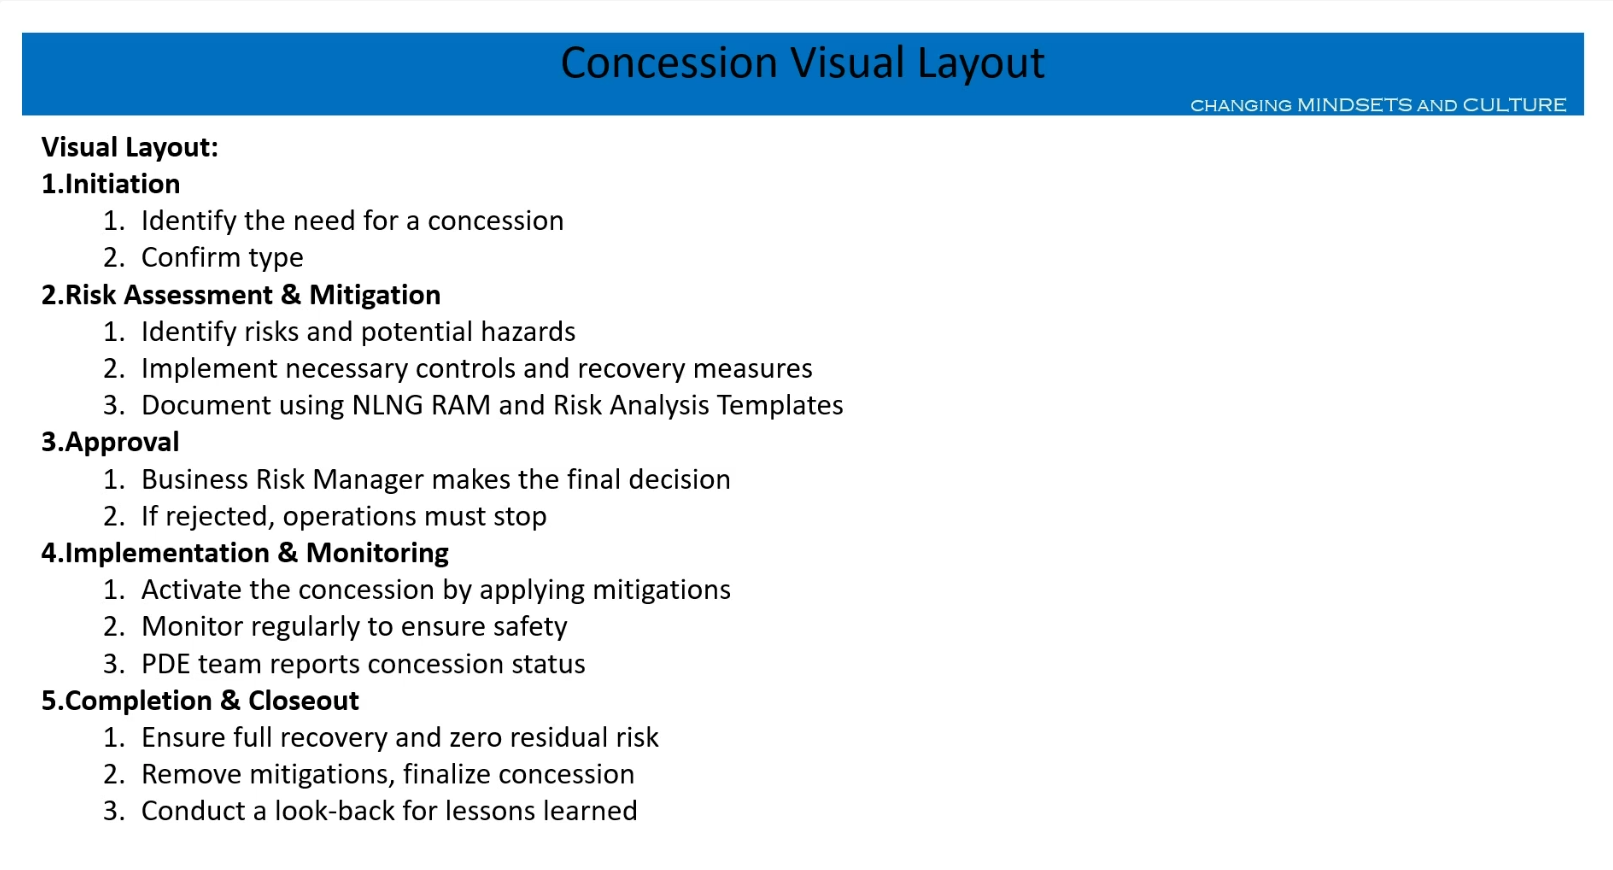 Concession Visual Layout
CHANGING MINDSETS AND CULTURE
Visual Layout:
1.Initiation
1. Identify the need for a concession
2. Confirm type
2.Risk Assessment & Mitigation
1. Identify risks and potential hazards
2. Implement necessary controls and recovery measures
3. Document using NLNG RAM and Risk Analysis Templates
3.Approval
1. Business Risk Manager makes the final decision
2. If rejected, operations must stop
4.Implementation & Monitoring
1. Activate the concession by applying mitigations
2. Monitor regularly to ensure safety
3. PDE team reports concession status
5.Completion & Closeout
1. Ensure full recovery and zero residual risk
2. Remove mitigations, finalize concession
3. Conduct a look-back for lessons learned